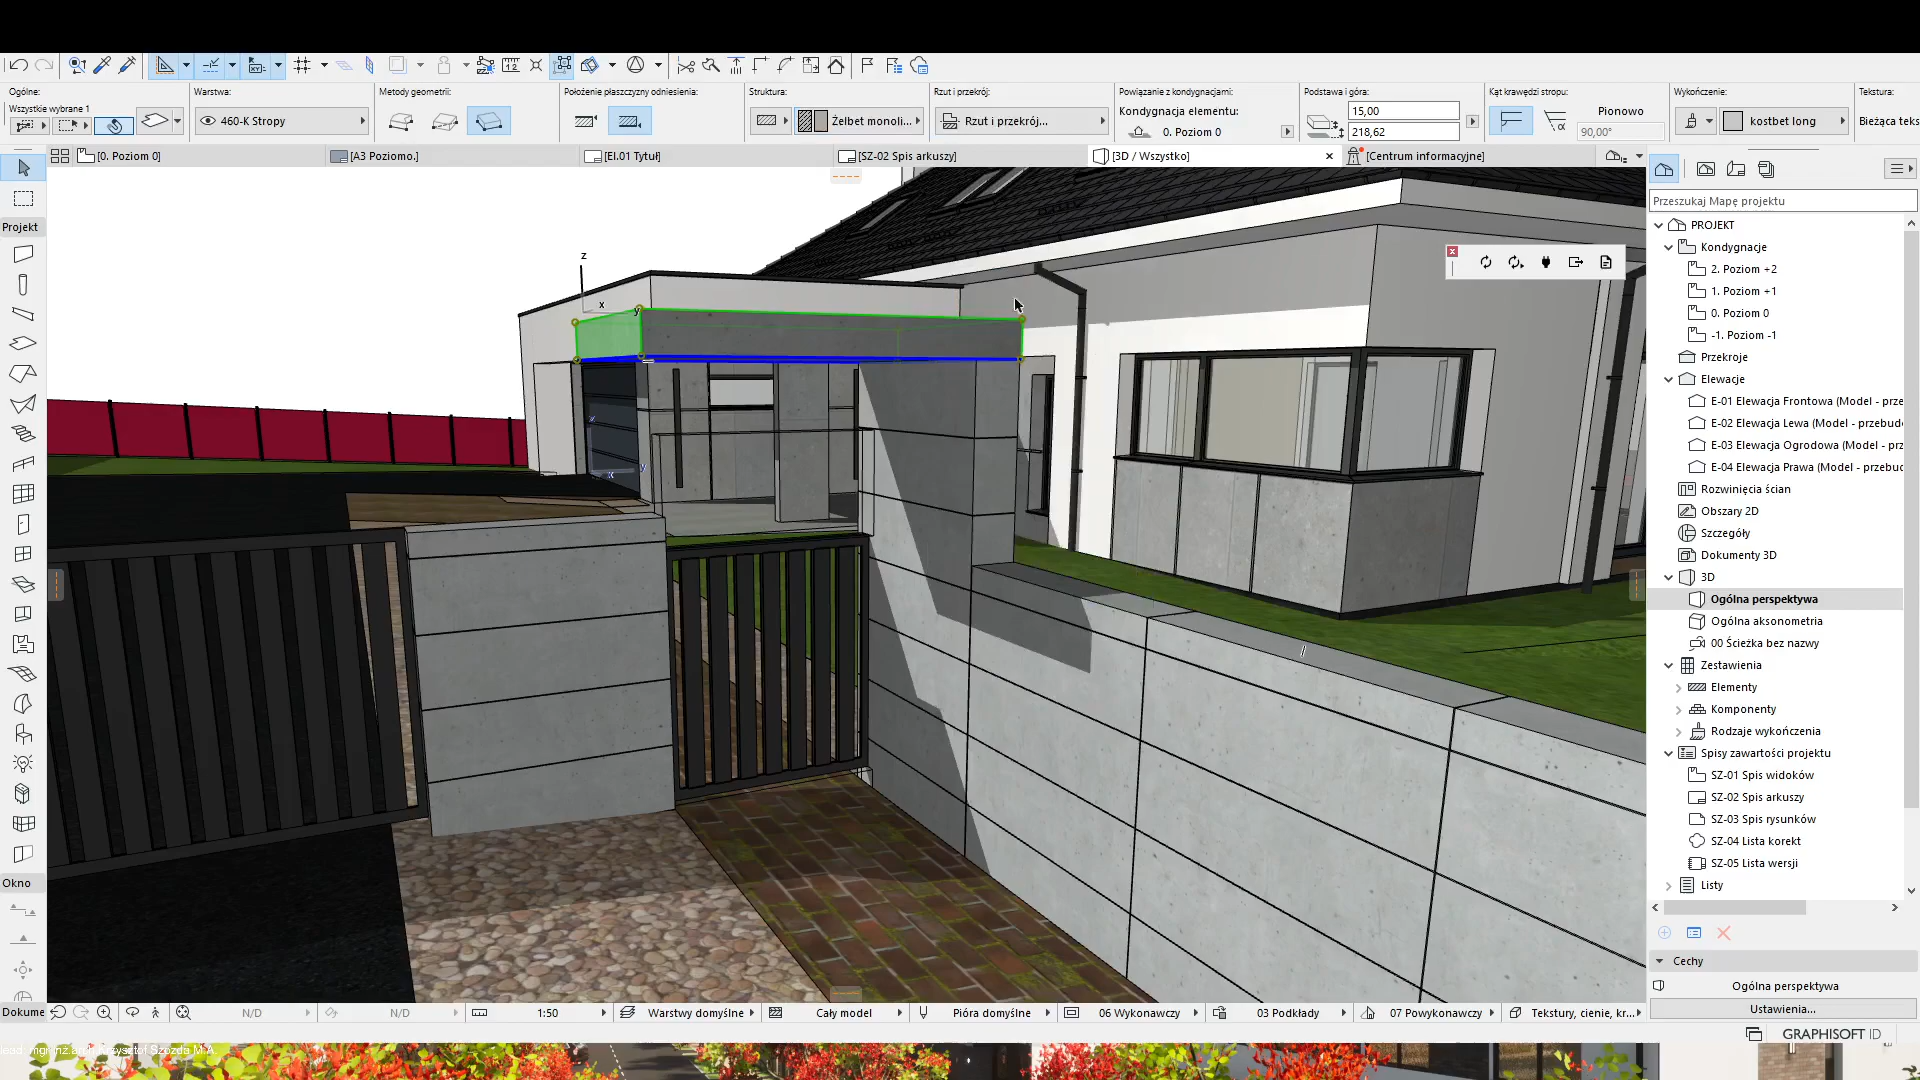 Ogólne:
Wszystkie wybrane 1
Warstwa:
460-K Stropy
Metody geometrii:
Położenie płaszczyzny odniesienia:
Struktura:
Żelbet monoli...
Rzut i przekrój:
Rzut i przekrój...
Powiązanie z kondygnacjami:
Kondygnacja elementu:
0. Poziom 0
Podstawa i góra:
15,00
218,62
Kąt krawędzi stropu:
Pionowo
90,00°
Wykończenie:
kostbet long
Tekstura:
Bieżąca teks
[0. Poziom 0]
[A3 Poziomo.]
[El.01 Tytuł]
[SZ-02 Spis arkuszy]
[3D / Wszystko]
[Centrum informacyjne]
Projekt
Okno
Dokume
z
x
y
x
y
Przeszukaj Mapę projektu
PROJEKT
Kondygnacje
2. Poziom +2
1. Poziom +1
0. Poziom 0
-1. Poziom -1
Przekroje
Elewacje
E-01 Elewacja Frontowa (Model - prze
E-02 Elewacja Lewa (Model - przebud
E-03 Elewacja Ogrodowa (Model - prz
E-04 Elewacja Prawa (Model - przebu
Rozwinięcia ścian
Obszary 2D
Szczegóły
Dokumenty 3D
3D
Ogólna perspektywa
Ogólna aksonometria
00 Ścieżka bez nazwy
Zestawienia
Elementy
Komponenty
Rodzaje wykończenia
Spisy zawartości projektu
SZ-01 Spis widoków
SZ-02 Spis arkuszy
SZ-03 Spis rysunków
SZ-04 Lista korekt
SZ-05 Lista wersji
Listy
Cechy
Ogólna perspektywa
Ustawienia...
N/D
N/D
1:50
Warstwy domyślne
Cały model
Pióra domyślne
06 Wykonawczy
03 Podkłady
07 Powykonawczy
Tekstury, cienie, kr...
GRAPHISOFT ID